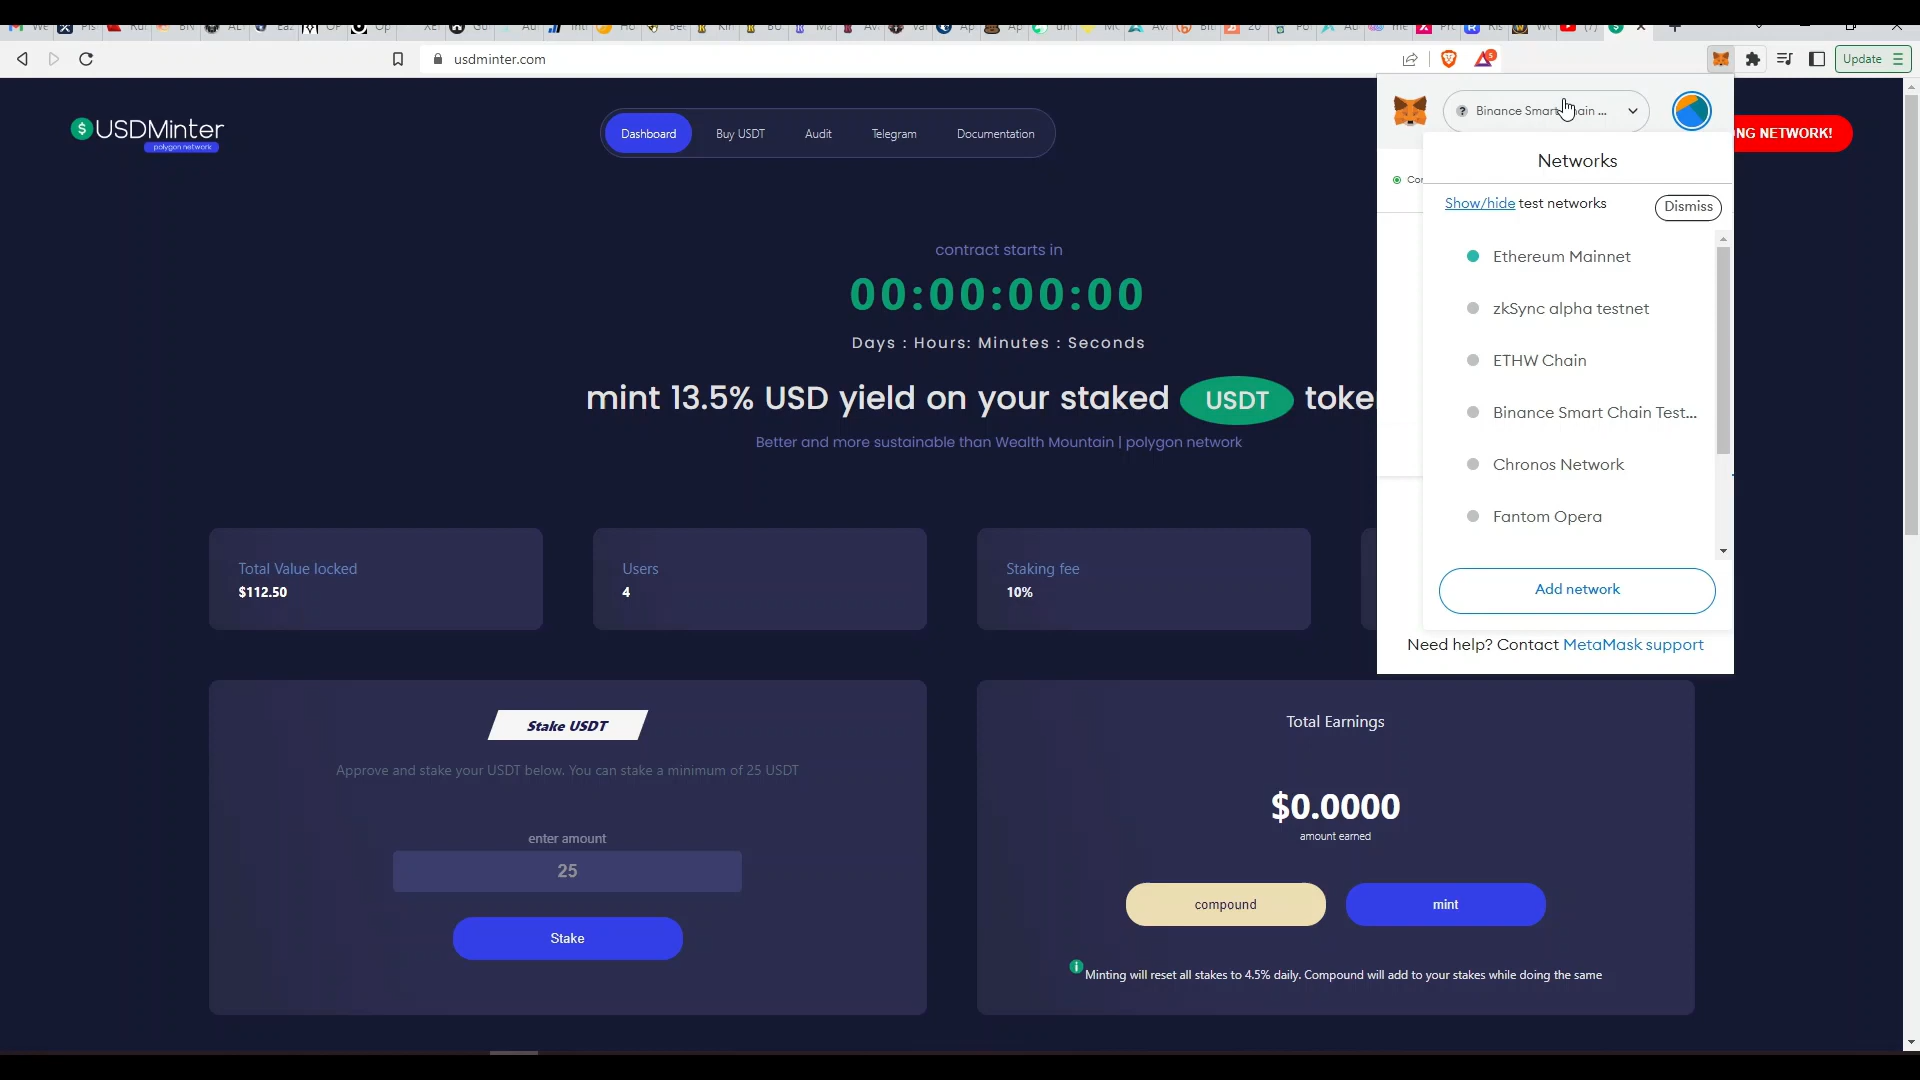 usdminter.com
Update
USDMinter
polygon network
Dashboard
Buy USDT
Audit
Telegram
Documentation
NG NETWORK!
contract starts in
00:00:00:00
Days : Hours: Minutes : Seconds
mint 13.5% USD yield on your staked USDT toke
Better and more sustainable than Wealth Mountain | polygon network
Total Value locked
$112.50
Users
4
Staking fee
10%
Stake USDT
Approve and stake your USDT below. You can stake a minimum of 25 USDT
enter amount
25
Stake
Total Earnings
$0.0000
amount earned
compound
mint
Minting will reset all stakes to 4.5% daily. Compound will add to your stakes while doing the same
Binance Smart Chain ...
Con
Networks
Show/hide test networks
Dismiss
Ethereum Mainnet
zkSync alpha testnet
ETHW Chain
Binance Smart Chain Test...
Chronos Network
Fantom Opera
Add network
Need help? Contact MetaMask support